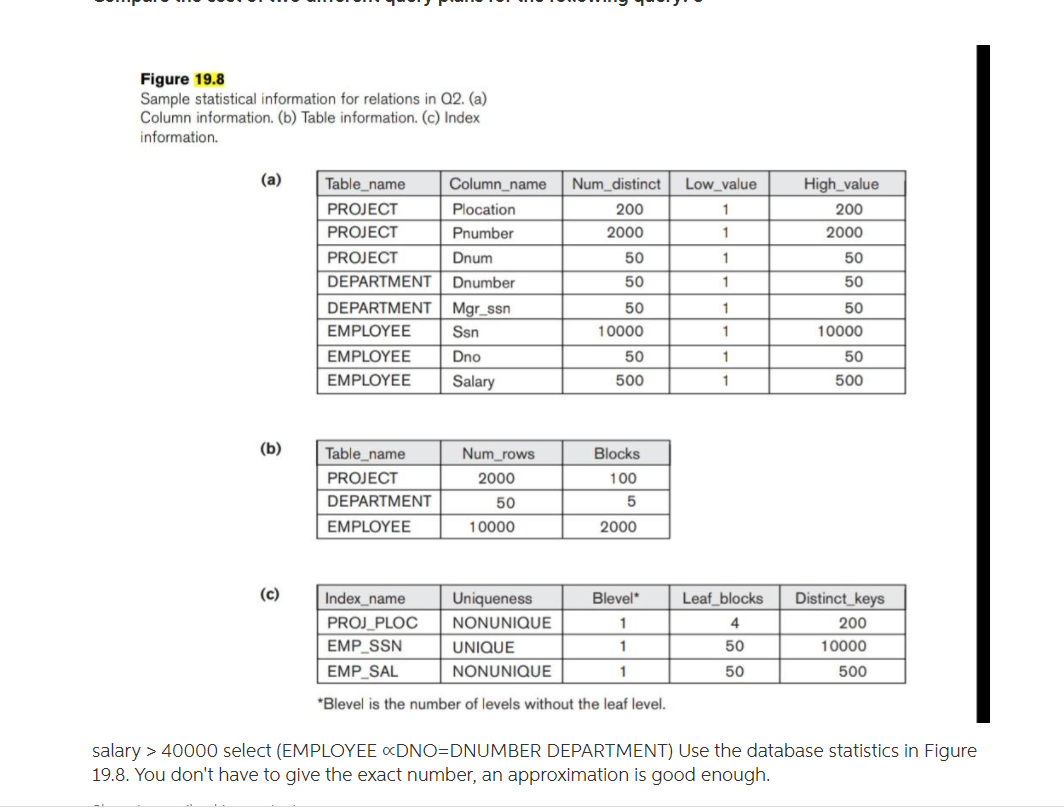 Figure 19.8
Sample statistical information for relations in Q2. (a)
Column information. (b) Table information. (c) Index
information.
(a)
Table_name Column_name Num_distinct Low_value High_value
PROJECT Plocation 200 1 200
PROJECT Pnumber 2000 1 2000
PROJECT Dnum 50 1 50
DEPARTMENT Dnumber 50 1 50
DEPARTMENT Mgr_ssn 50 1 50
EMPLOYEE Ssn 10000 1 10000
EMPLOYEE Dno 50 1 50
EMPLOYEE Salary 500 1 500
(b)
Table_name Num_rows Blocks
PROJECT 2000 100
DEPARTMENT 50 5
EMPLOYEE 10000 2000
(c)
Index_name Uniqueness Blevel* Leaf_blocks Distinct_keys
PROJ_PLOC NONUNIQUE 1 4 200
EMP_SSN UNIQUE 1 50 10000
EMP_SAL NONUNIQUE 1 50 500
*Blevel is the number of levels without the leaf level.
salary > 40000 select (EMPLOYEE ∝DNO=DNUMBER DEPARTMENT) Use the database statistics in Figure
19.8. You don't have to give the exact number, an approximation is good enough.